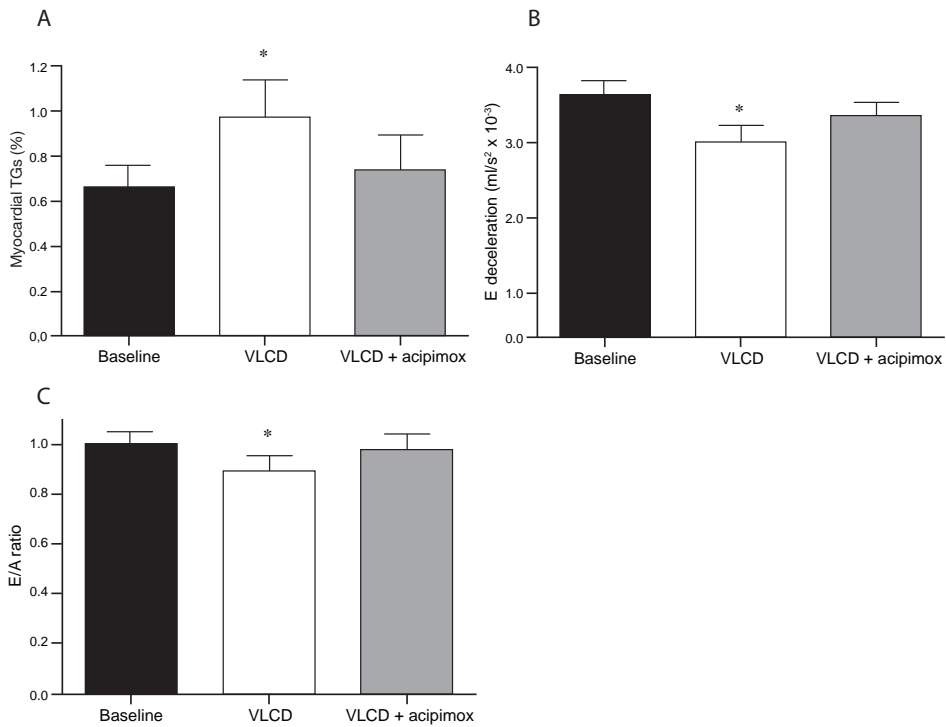 A
Myocardial TGs (%)
1.2
1.0
0.8
0.6
0.4
0.2
0,0
*
Baseline
VLCD
VLCD + acipimox
B
E deceleration (ml/s² x 10⁻³)
4.0
3.0
2.0
1.0
0.0
*
Baseline
VLCD
VLCD + acipimox
C
E/A ratio
1.0
0.8
0.6
0.4
0.2
0.0
*
Baseline
VLCD
VLCD + acipimox